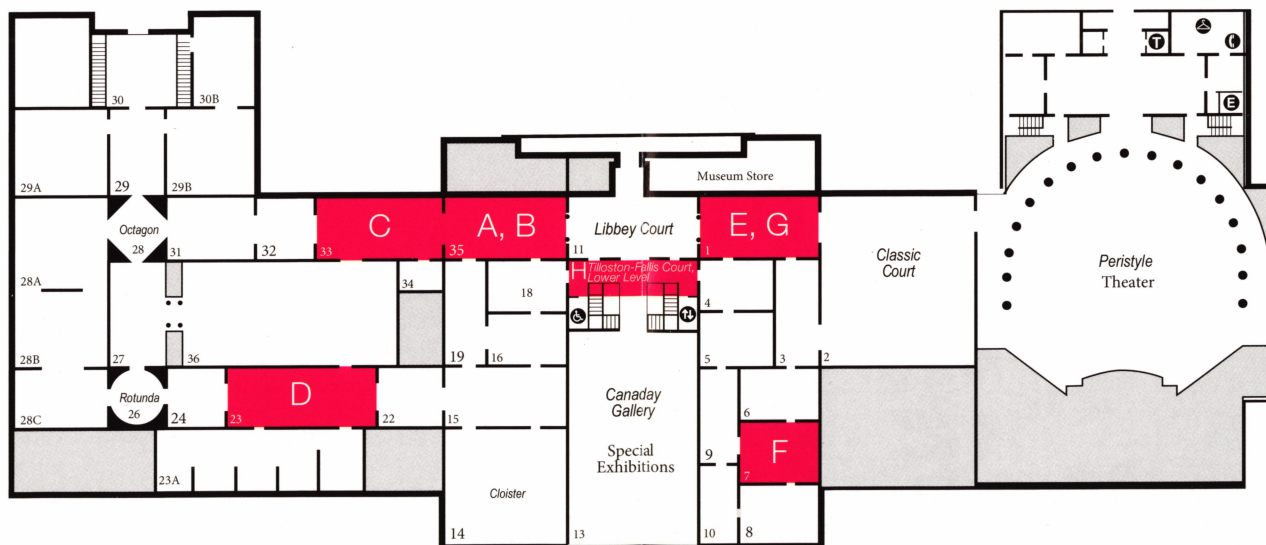 T
E
30
30B
29A
29
29B
Museum Store
Octagon
28
31
32
C
33
A, B
35
Libbey Court
11
E, G
1
Classic
Court
Peristyle
Theater
H
Tilloston-Fallis Court,
Lower Level
28A
34
18
4
28B
27
36
19
16
5
3
2
Rotunda
26
28C
24
D
23
22
15
Canaday
Gallery
Special
Exhibitions
6
F
7
9
23A
Cloister
14
13
10
8